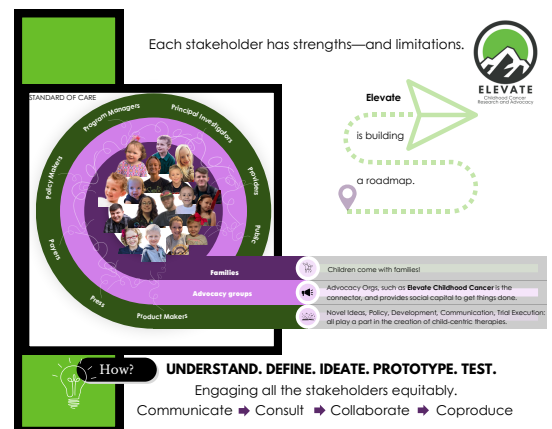 Each stakeholder has strengths—and limitations.
ELEVATE
Childhood Cancer
Research and Advocacy
STANDARD OF CARE
Program Managers
Principal Investigators
Policy Makers
Providers
Payers
Public
Press
Product Makers
Elevate
is building
a roadmap.
Families
Children come with families!
Advocacy groups
Advocacy Orgs, such as Elevate Childhood Cancer is the
connector, and provides social capital to get things done.
Novel Ideas, Policy, Development, Communication, Trial Execution:
all play a part in the creation of child-centric therapies.
How?
UNDERSTAND. DEFINE. IDEATE. PROTOTYPE. TEST.
Engaging all the stakeholders equitably.
Communicate ➡ Consult ➡ Collaborate ➡ Coproduce